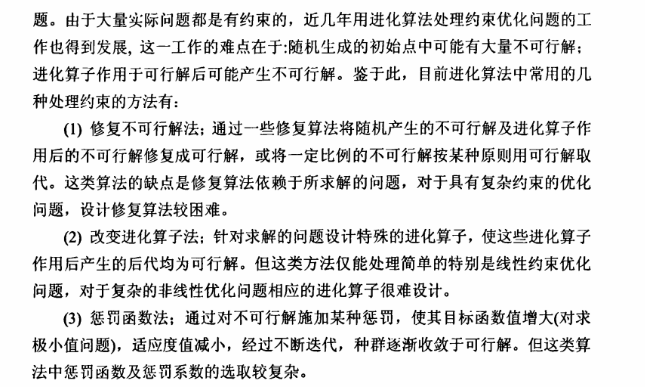 题。由于大量实际问题都是有约束的，近几年用进化算法处理约束优化问题的工
作也得到发展, 这一工作的难点在于:随机生成的初始点中可能有大量不可行解；
进化算子作用于可行解后可能产生不可行解。鉴于此，目前进化算法中常用的几
种处理约束的方法有：
(1) 修复不可行解法；通过一些修复算法将随机产生的不可行解及进化算子作
用后的不可行解修复成可行解，或将一定比例的不可行解按某种原则用可行解取
代。这类算法的缺点是修复算法依赖于所求解的问题，对于具有复杂约束的优化
问题，设计修复算法较困难。
(2) 改变进化算子法；针对求解的问题设计特殊的进化算子，使这些进化算子
作用后产生的后代均为可行解。但这类方法仅能处理简单的特别是线性约束优化
问题，对于复杂的非线性优化问题相应的进化算子很难设计。
(3) 惩罚函数法；通过对不可行解施加某种惩罚，使其目标函数值增大(对求
极小值问题)，适应度值减小，经过不断迭代，种群逐渐收敛于可行解。但这类算
法中惩罚函数及惩罚系数的选取较复杂。